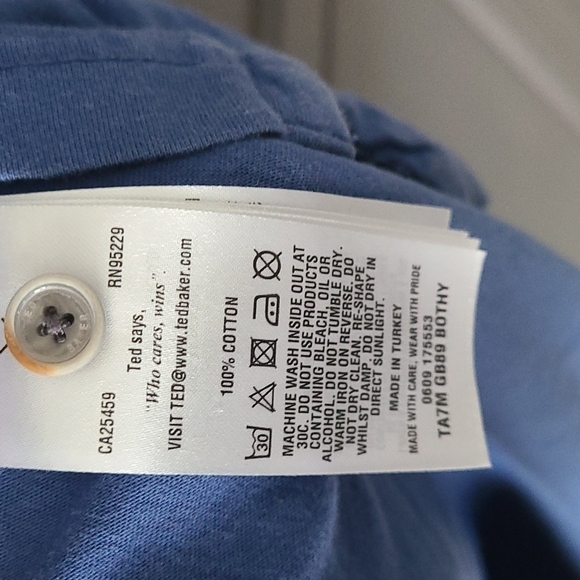 CA25459 RN95229
Ted says,
"Who cares, wins"
VISIT TED@www.tedbaker.com
100% COTTON
30
MACHINE WASH INSIDE OUT AT
30C. DO NOT USE PRODUCTS
CONTAINING BLEACH, OIL OR
ALCOHOL. DO NOT TUMBLE DRY.
WARM IRON ON REVERSE. DO
NOT DRY CLEAN. RE-SHAPE
WHILST DAMP. DO NOT DRY IN
DIRECT SUNLIGHT.
MADE IN TURKEY
MADE WITH CARE, WEAR WITH PRIDE
0609 175553
TA7M GB89 BOTHY